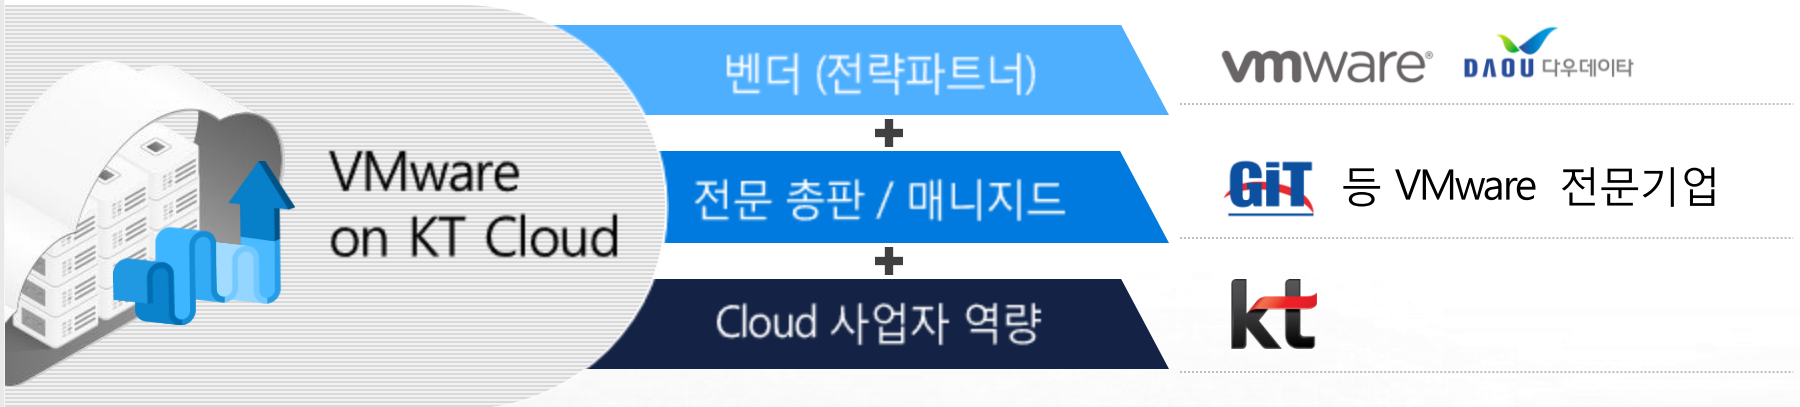 VMware
on KT Cloud
벤더 (전략파트너)
vmware® DAOU 다우데이타
+
전문 총판 / 매니지드
GiT 등 VMware 전문기업
+
Cloud 사업자 역량
kt